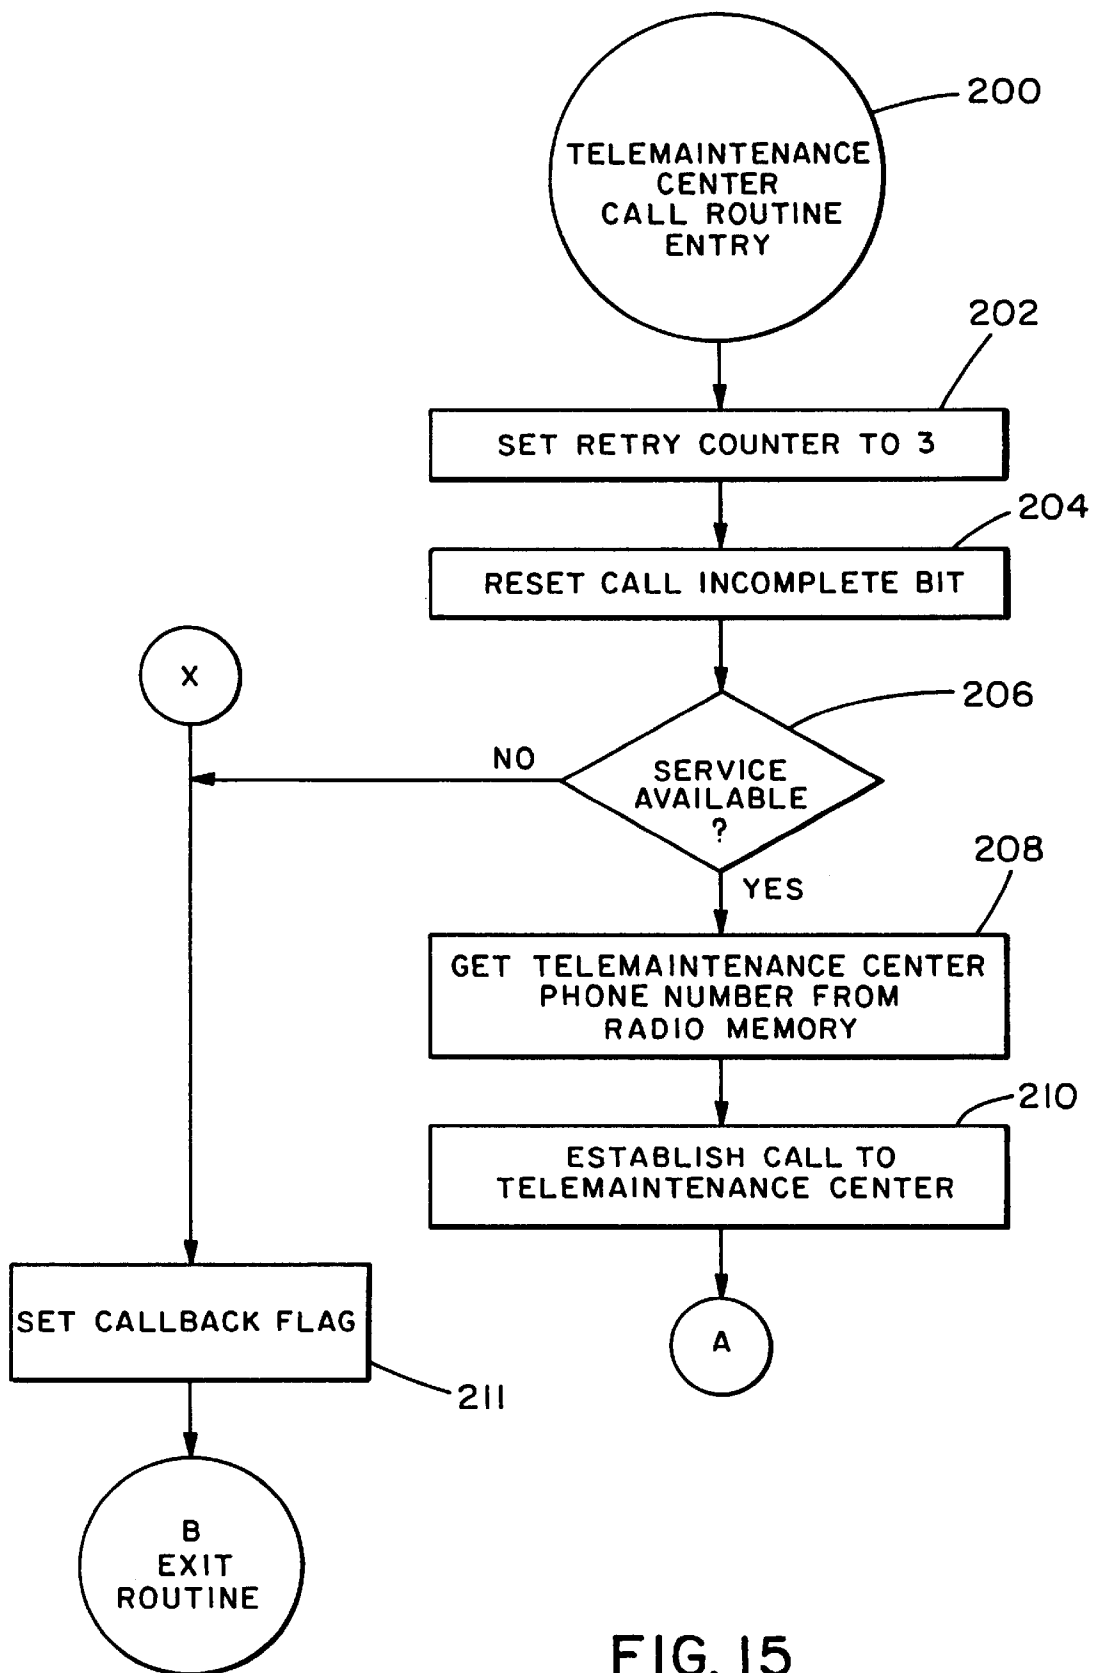 200
TELEMAINTENANCE
CENTER
CALL ROUTINE
ENTRY
202
SET RETRY COUNTER TO 3
204
RESET CALL INCOMPLETE BIT
X
206
NO
SERVICE
AVAILABLE
?
YES
208
GET TELEMAINTENANCE CENTER
PHONE NUMBER FROM
RADIO MEMORY
210
ESTABLISH CALL TO
TELEMAINTENANCE CENTER
A
SET CALLBACK FLAG
211
B
EXIT
ROUTINE
FIG. 15